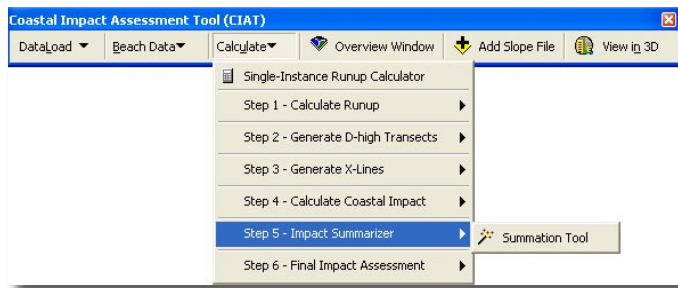 Coastal Impact Assessment Tool (CIAT)
DataLoad Beach Data Calculate Overview Window Add Slope File View in 3D
Single-Instance Runup Calculator
Step 1 - Calculate Runup
Step 2 - Generate D-high Transects
Step 3 - Generate X-Lines
Step 4 - Calculate Coastal Impact
Step 5 - Impact Summarizer Summation Tool
Step 6 - Final Impact Assessment